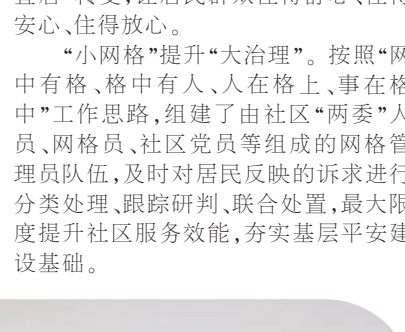 安心、住得放心。
“小网格”提升“大治理”。按照“网
中有格、格中有人、人在格上、事在格
中”工作思路,组建了由社区“两委”人
员、网格员、社区党员等组成的网格管
理员队伍,及时对居民反映的诉求进行
分类处理、跟踪研判、联合处置,最大限
度提升社区服务效能,夯实基层平安建
设基础。